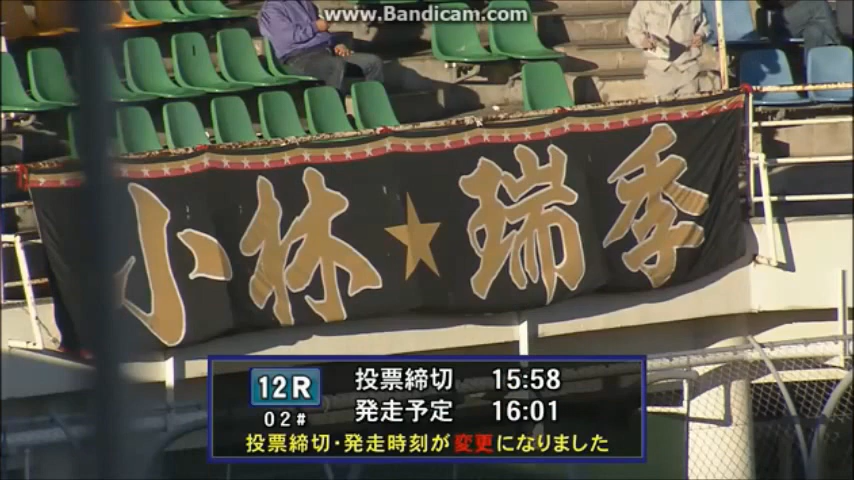 www.Bandicam.com
小林★瑞季
12R 投票締切 15:58
02# 発走予定 16:01
投票締切・発走時刻が変更になりました